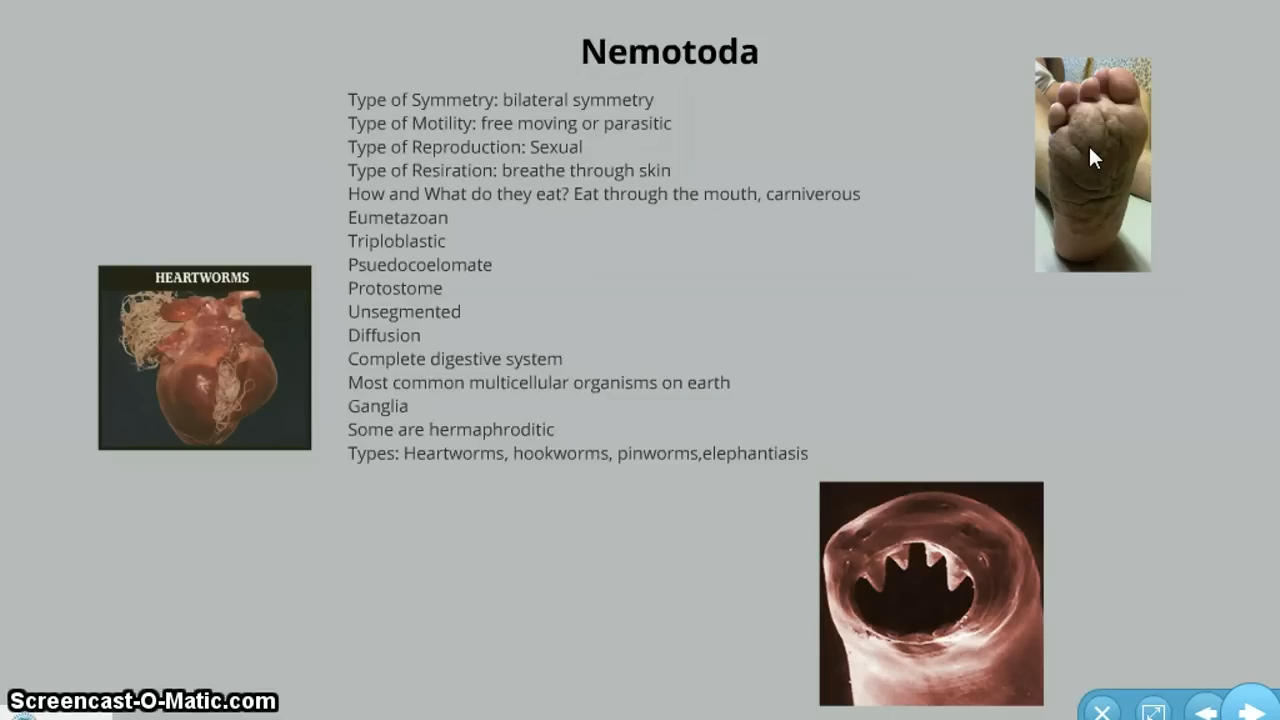 Nemotoda
Type of Symmetry: bilateral symmetry
Type of Motility: free moving or parasitic
Type of Reproduction: Sexual
Type of Resiration: breathe through skin
How and What do they eat? Eat through the mouth, carniverous
Eumetazoan
Triploblastic
Psuedocoelomate
Protostome
Unsegmented
Diffusion
Complete digestive system
Most common multicellular organisms on earth
Ganglia
Some are hermaphroditic
Types: Heartworms, hookworms, pinworms,elephantiasis
HEARTWORMS
Screencast-O-Matic.com